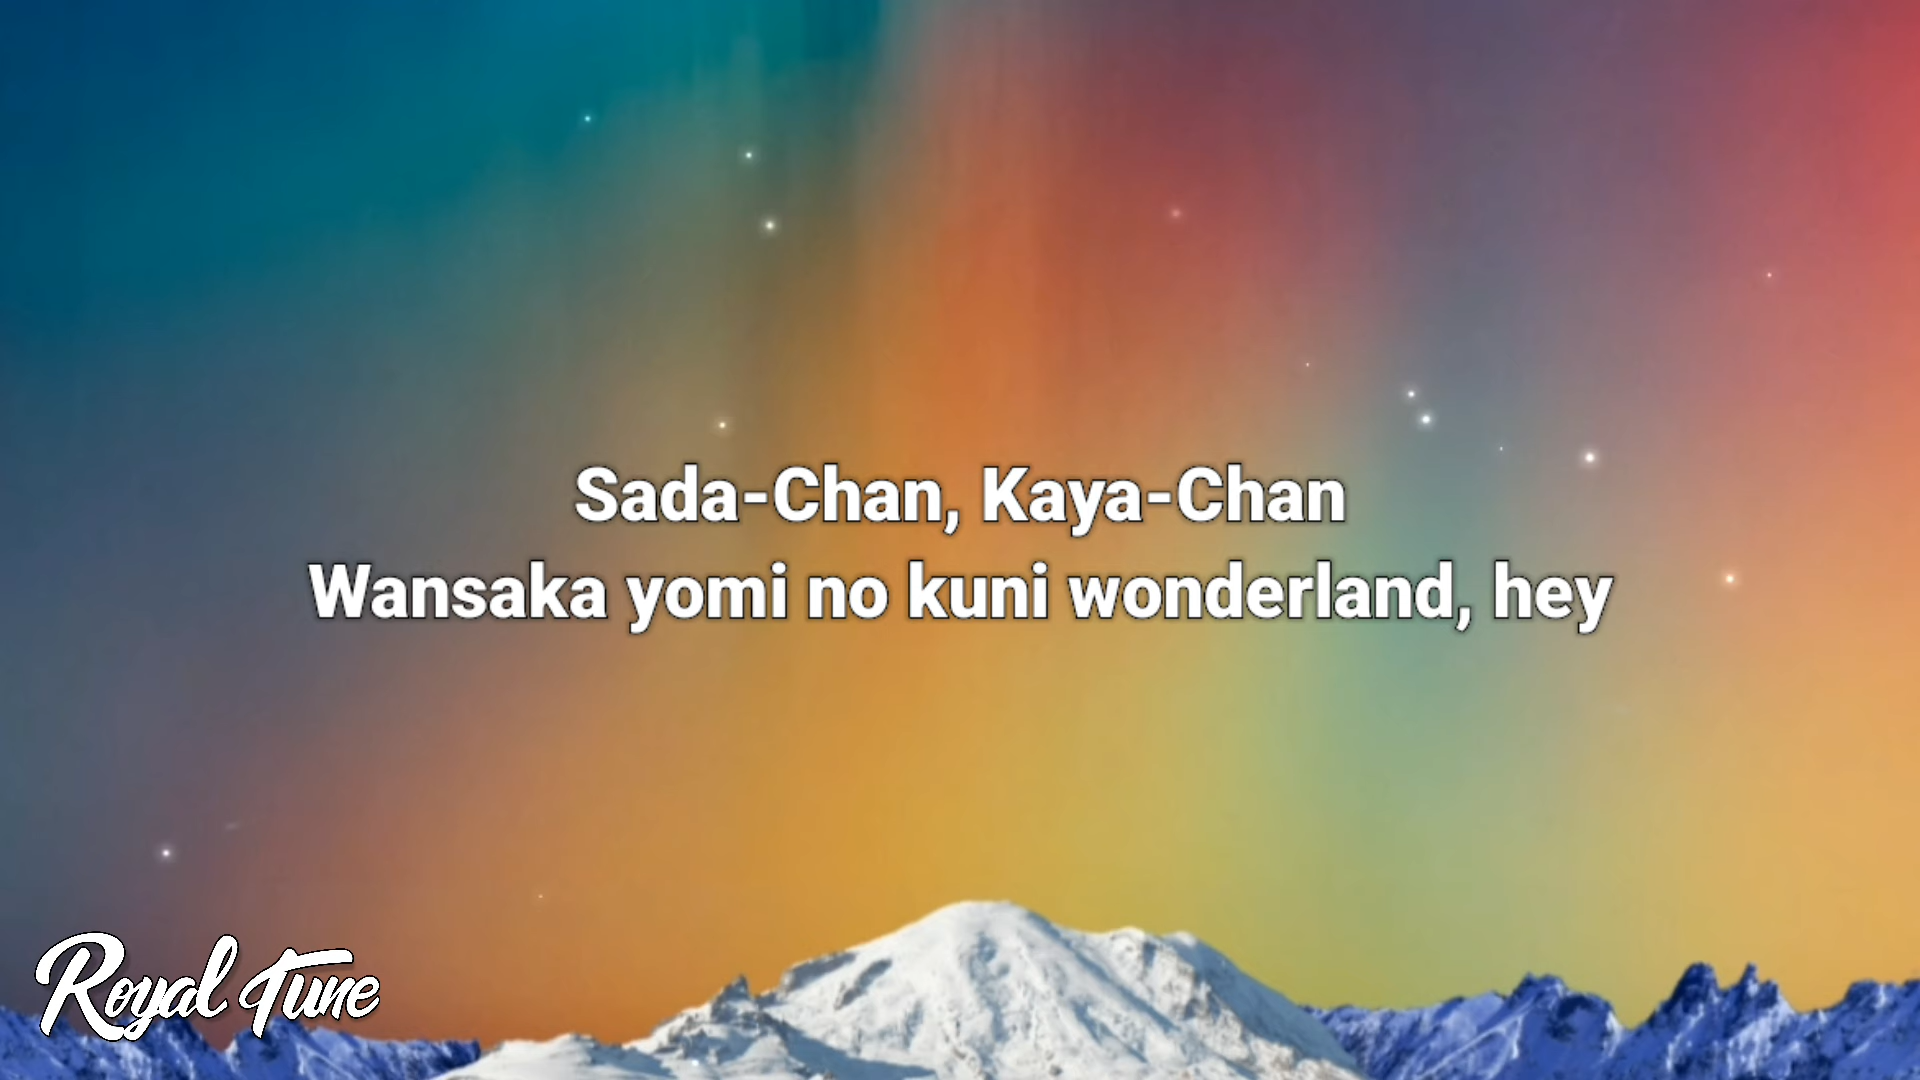 Sada-Chan, Kaya-Chan
Wansaka yomi no kuni wonderland, hey
Royal Tune